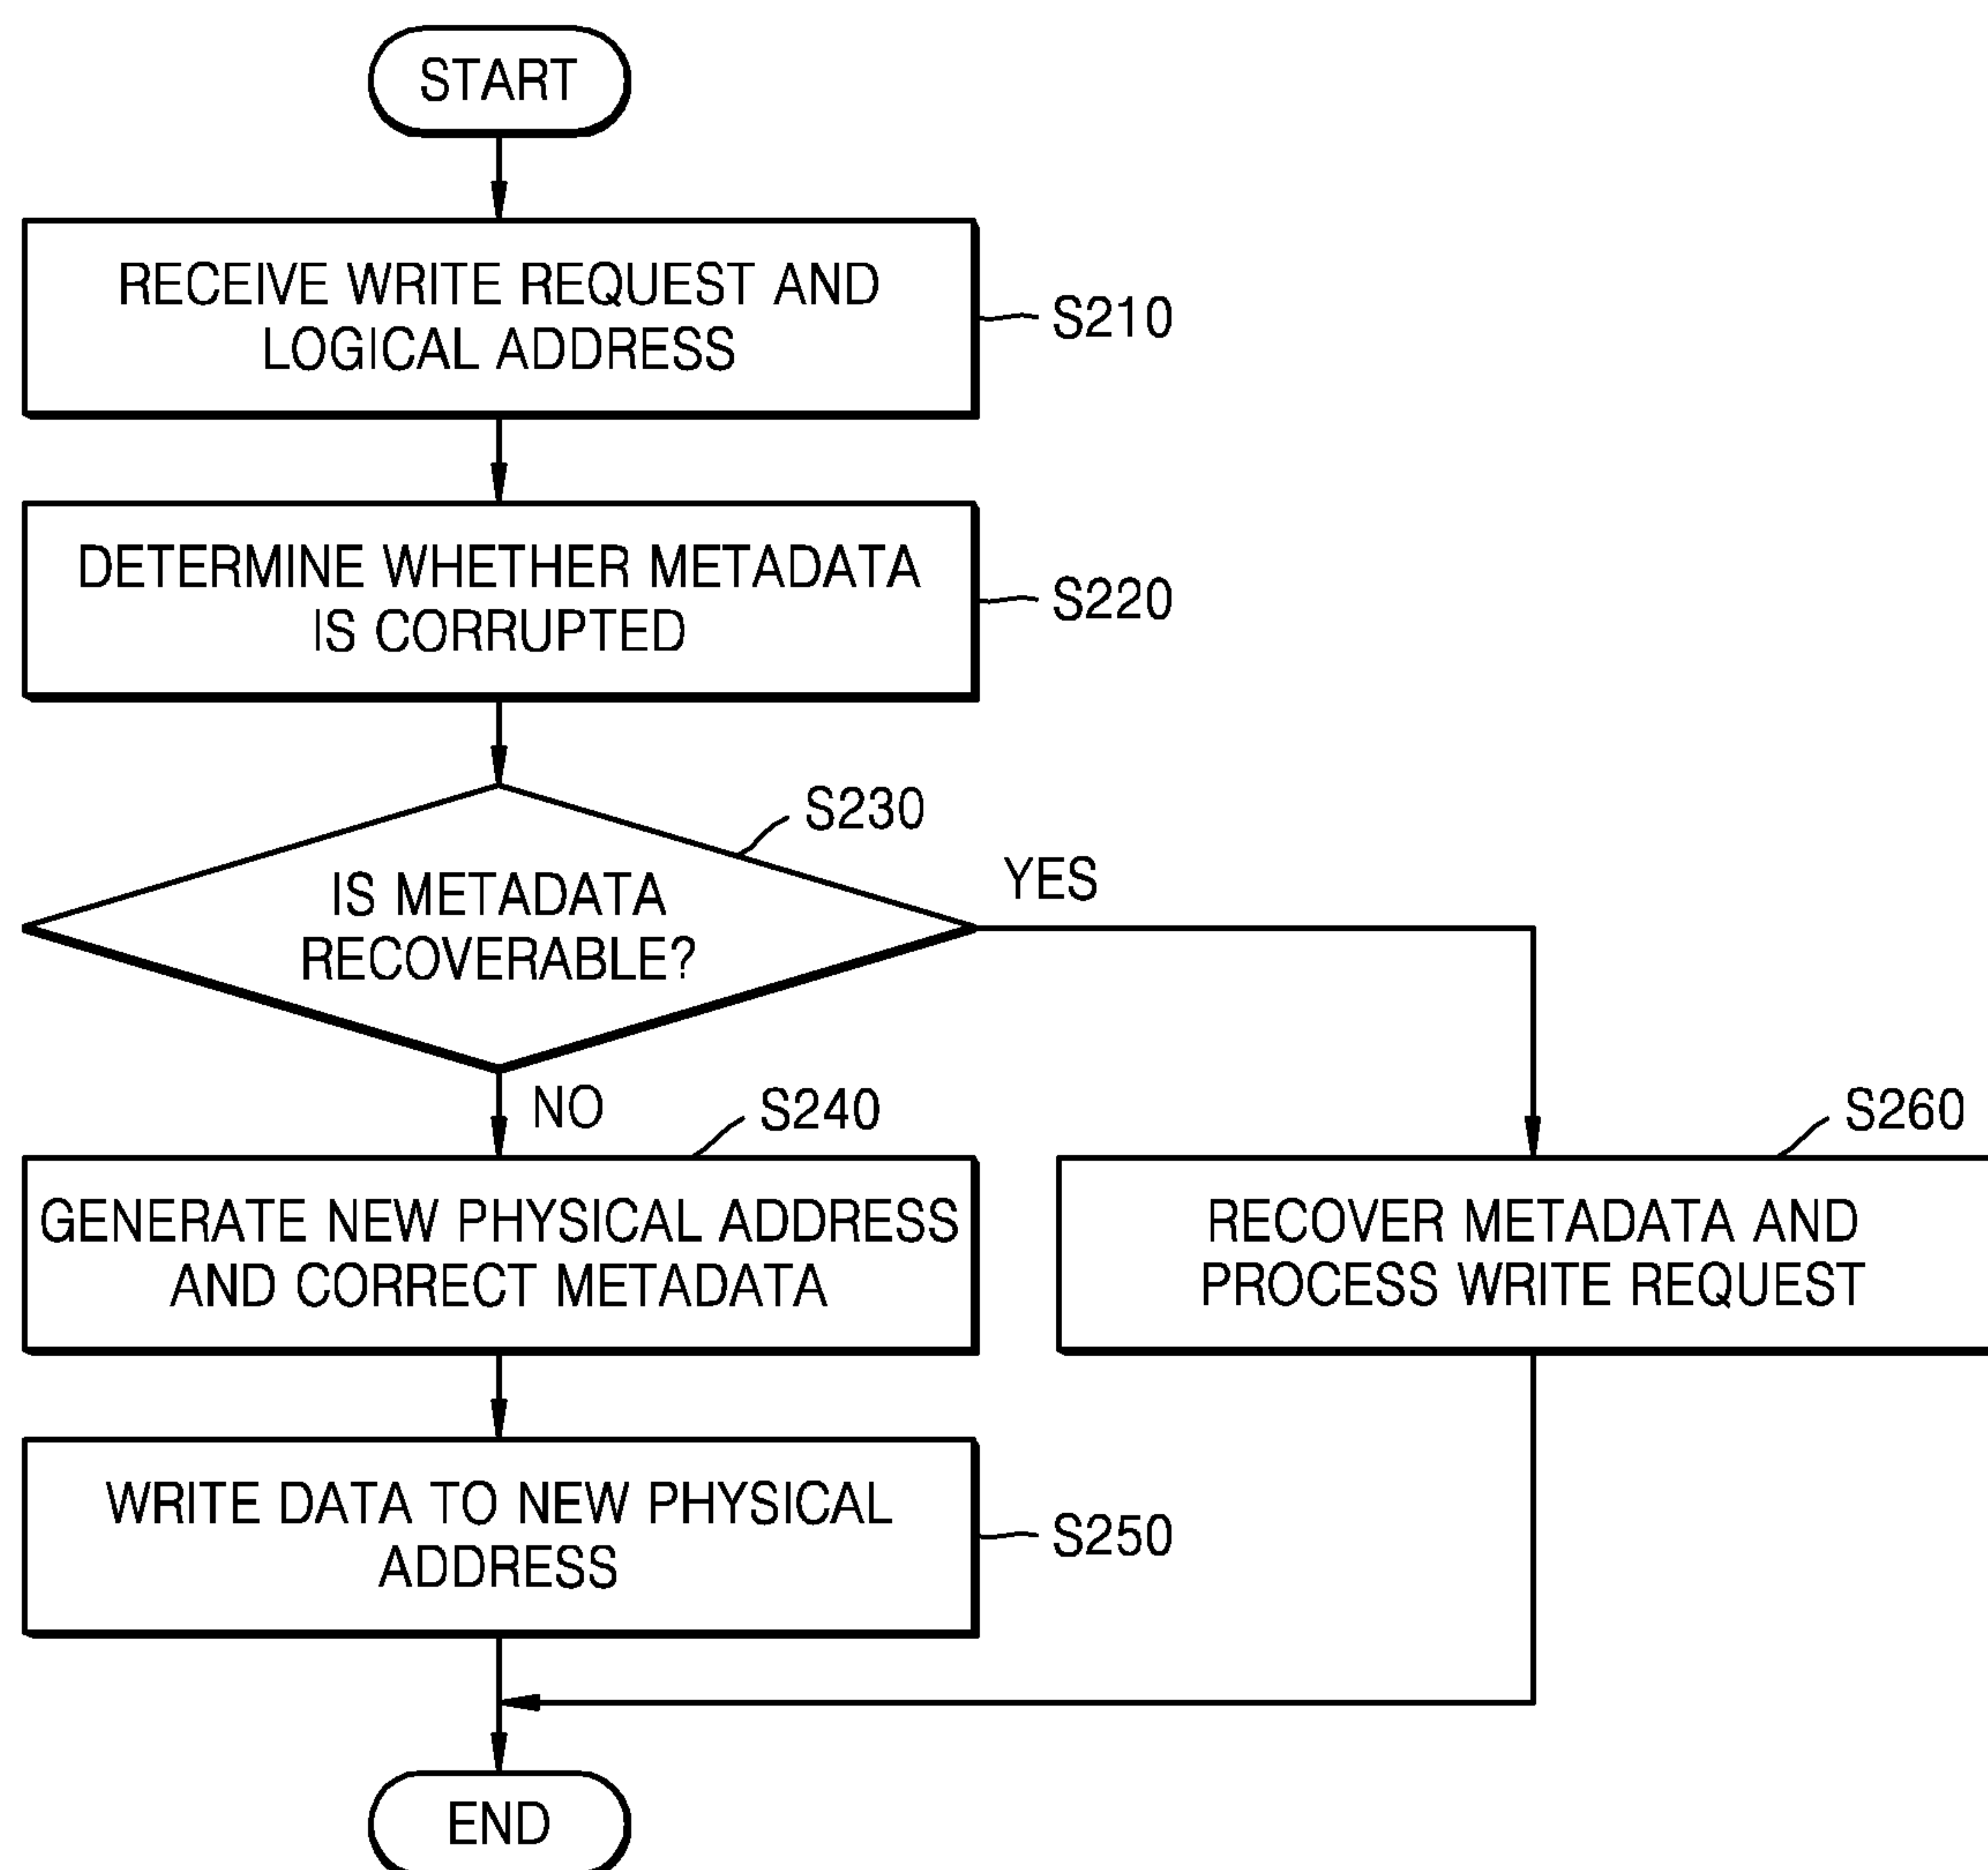 START
RECEIVE WRITE REQUEST AND
LOGICAL ADDRESS
S210
DETERMINE WHETHER METADATA
IS CORRUPTED
S220
S230
IS METADATA
RECOVERABLE?
YES
NO
S240
GENERATE NEW PHYSICAL ADDRESS
AND CORRECT METADATA
S260
RECOVER METADATA AND
PROCESS WRITE REQUEST
WRITE DATA TO NEW PHYSICAL
ADDRESS
S250
END